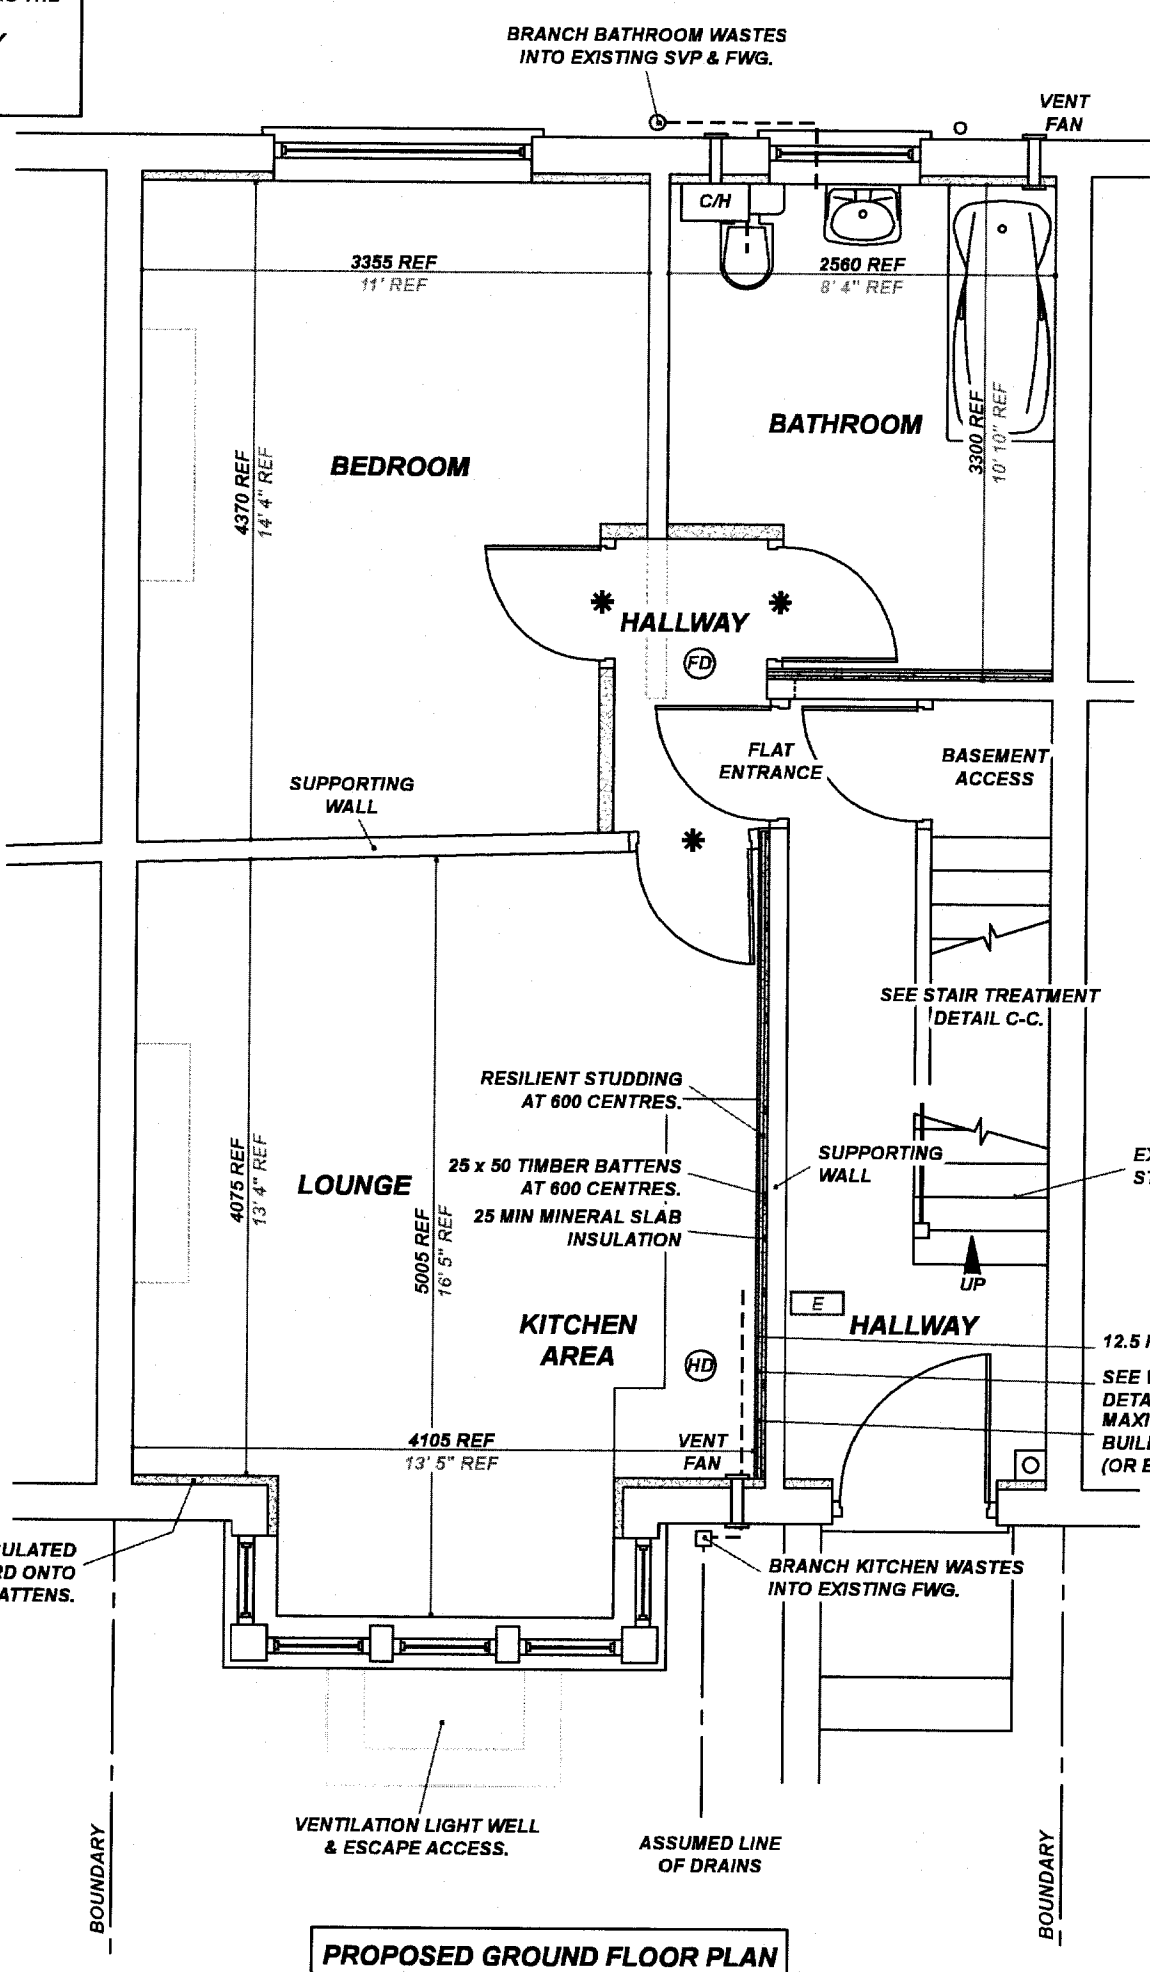 BRANCH BATHROOM WASTES
INTO EXISTING SVP & FWG.
VENT
FAN
C/H
3355 REF
11' REF
2560 REF
8' 4" REF
BATHROOM
3300 REF
10' 10" REF
BEDROOM
4370 REF
14' 4" REF
HALLWAY
FD
FLAT
ENTRANCE
BASEMENT
ACCESS
SUPPORTING
WALL
SEE STAIR TREATMENT
DETAIL C-C.
RESILIENT STUDDING
AT 600 CENTRES.
25 x 50 TIMBER BATTENS
AT 600 CENTRES.
25 MIN MINERAL SLAB
INSULATION
SUPPORTING
WALL
LOUNGE
4075 REF
13' 4" REF
5005 REF
16' 5" REF
UP
E
HALLWAY
KITCHEN
AREA
HD
12.5
SEE
(OR
4105 REF
13' 5" REF
VENT
FAN
ULATED
RD ONTO
ATTENS.
BRANCH KITCHEN WASTES
INTO EXISTING FWG.
VENTILATION LIGHT WELL
& ESCAPE ACCESS.
ASSUMED LINE
OF DRAINS
BOUNDARY
BOUNDARY
PROPOSED GROUND FLOOR PLAN